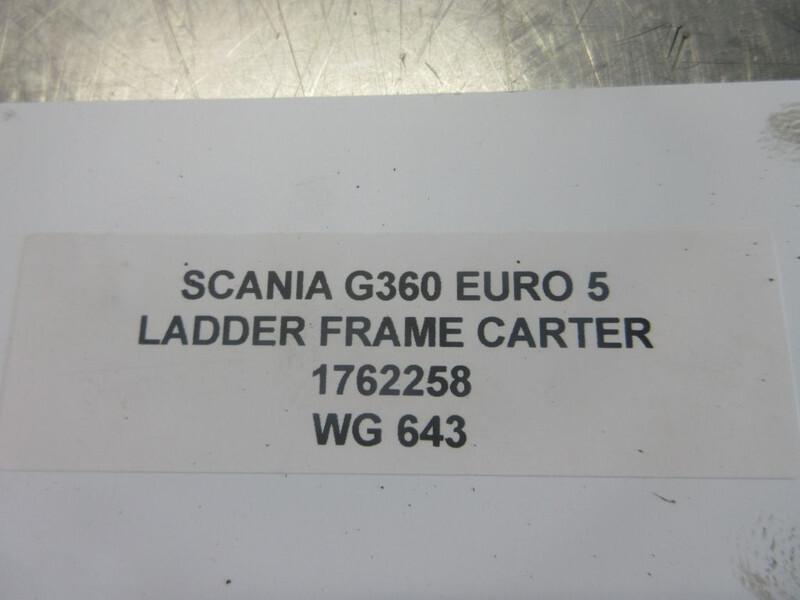 SCANIA G360 EURO 5
LADDER FRAME CARTER
1762258
WG 643